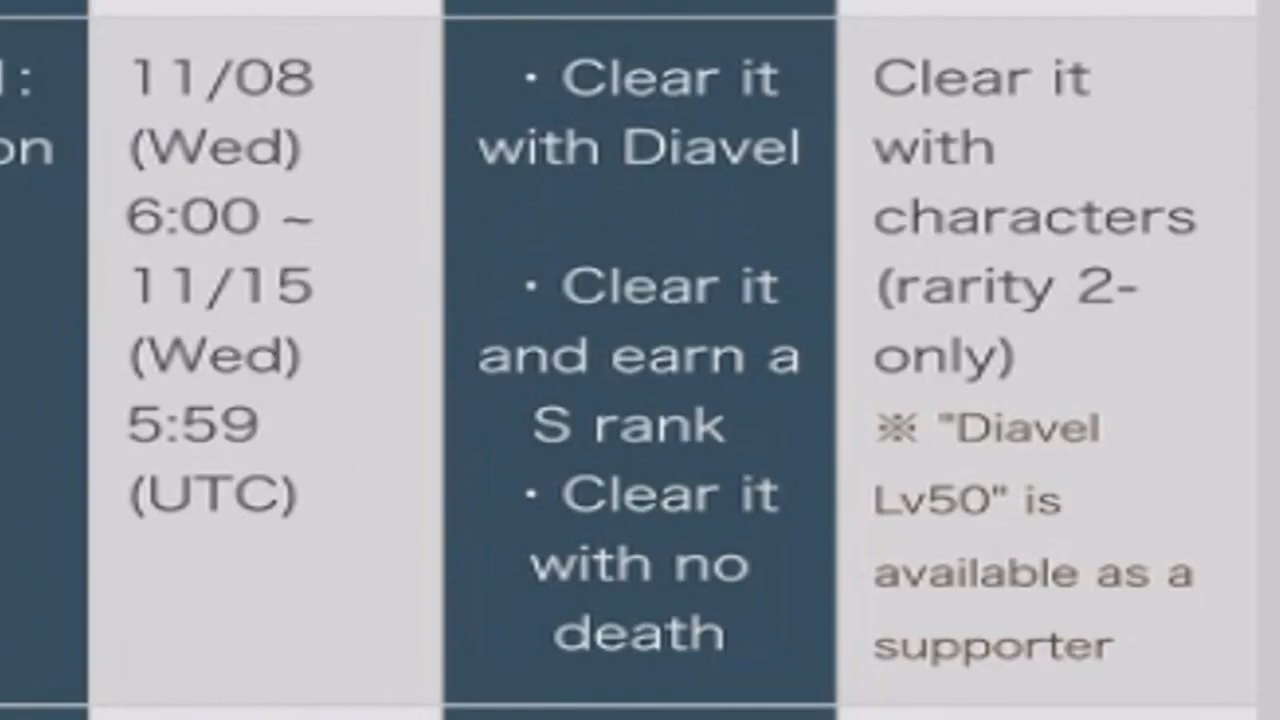 11/08
(Wed)
6:00 ~
11/15
(Wed)
5:59
(UTC)
· Clear it
with Diavel
· Clear it
and earn a
S rank
· Clear it
with no
death
Clear it
with
characters
(rarity 2-
only)
※ "Diavel
Lv50" is
available as a
supporter